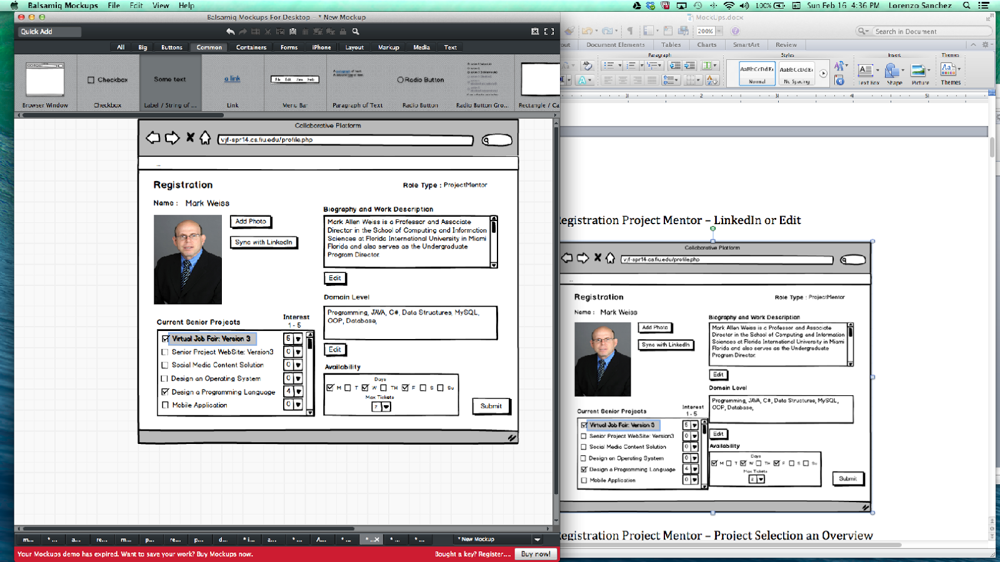 Balsamiq Mockups File Edit View Help
100% Sun Feb 16 4:36 PM Lorenzo Sanchez
Balsamiq Mockups For Desktop - * New Mockup
Quick Add
All Big Buttons Common Containers Forms iPhone Layout Markup Media Text
Checkbox Some text a link File Edit View Help Radio Button
Browser Window Checkbox Label / String of ... Link Menu Bar Paragraph of Text Radio Button Radio Button Gro... Rectangle / Ca
Collaborative Platform
vjf-spr14.cs.fiu.edu/profile.php
...
Registration
Role Type : ProjectMentor
Name : Mark Weiss
Add Photo
Sync with LinkedIn
Biography and Work Description
Mark Allen Weiss is a Professor and Associate
Director in the School of Computing and Information
Sciences at Florida International University in Miami
Florida and also serves as the Undergraduate
Program Director.
Edit
Domain Level
Programming, JAVA, C#, Data Structures, MySQL,
OOP, Database,
Edit
Current Senior Projects Interest
1 - 5
Virtual Job Fair: Version 3 5
Senior Project WebSite: Version3 0
Social Media Content Solution 0
Design an Operating System 0
Design a Programming Language 4
Mobile Application 0
Availability
Days
M T W TH F S Su
Max Tickets
2
Submit
m... * ... a... re... m... p... re... p... d... * i... a... * ... A... * ... * ...X * ... * ... * New Mockup
Your Mockups demo has expired. Want to save your work? Buy Mockups now.
Bought a key? Register.... Buy now!
MockUps.docx
200% Search in Document
out Document Elements Tables Charts SmartArt Review
Paragraph Styles Insert Themes
AaBbCcDdEe AaBbCcDdEe
Normal No Spacing Text Box Shape Picture Themes
1 2 3 4 5
egistration Project Mentor – LinkedIn or Edit
Collaborative Platform
vjf-spr14.cs.fiu.edu/profile.php
...
Registration
Role Type : ProjectMentor
Name : Mark Weiss
Add Photo
Sync with LinkedIn
Biography and Work Description
Mark Allen Weiss is a Professor and Associate
Director in the School of Computing and Information
Sciences at Florida International University in Miami
Florida and also serves as the Undergraduate
Program Director.
Edit
Domain Level
Programming, JAVA, C#, Data Structures, MySQL,
OOP, Database,
Edit
Current Senior Projects Interest
1 - 5
Virtual Job Fair: Version 3 5
Senior Project WebSite: Version3 0
Social Media Content Solution 0
Design an Operating System 0
Design a Programming Language 4
Mobile Application 0
Availability
Days
M T W TH F S Su
Max Tickets
2
Submit
egistration Project Mentor – Project Selection an Overview